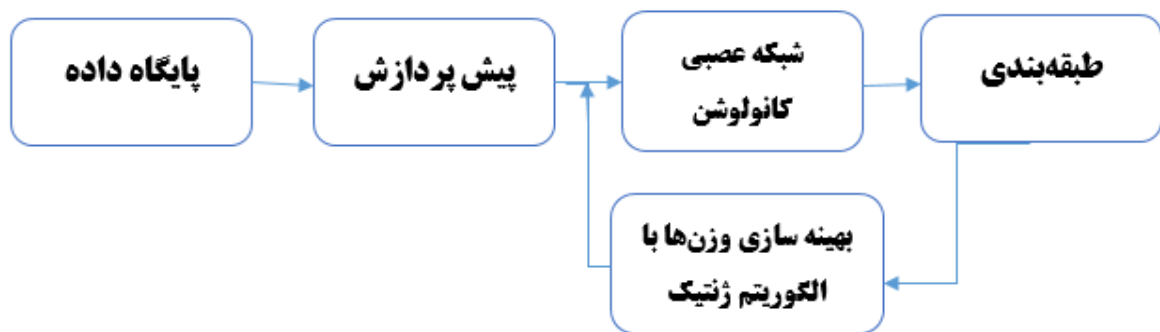 پایگاه داده
پیش پردازش
شبکه عصبی
کانولوشن
طبقه‌بندی
بهینه سازی وزن‌ها با
الگوریتم ژنتیک